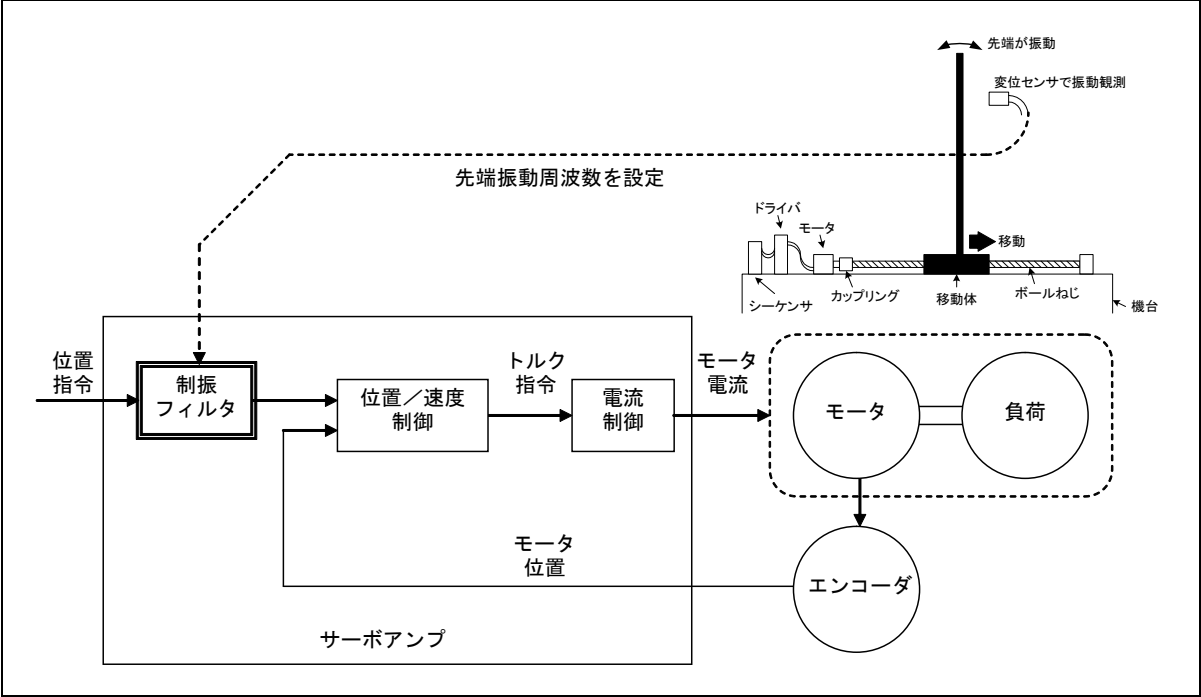 先端が振動
変位センサで振動観測
先端振動周波数を設定
ドライバ
モータ
移動
シーケンサ
カップリング
移動体
ボールねじ
機台
位置
指令
制振
フィルタ
位置／速度
制御
トルク
指令
電流
制御
モータ
電流
モータ
負荷
モータ
位置
エンコーダ
サーボアンプ